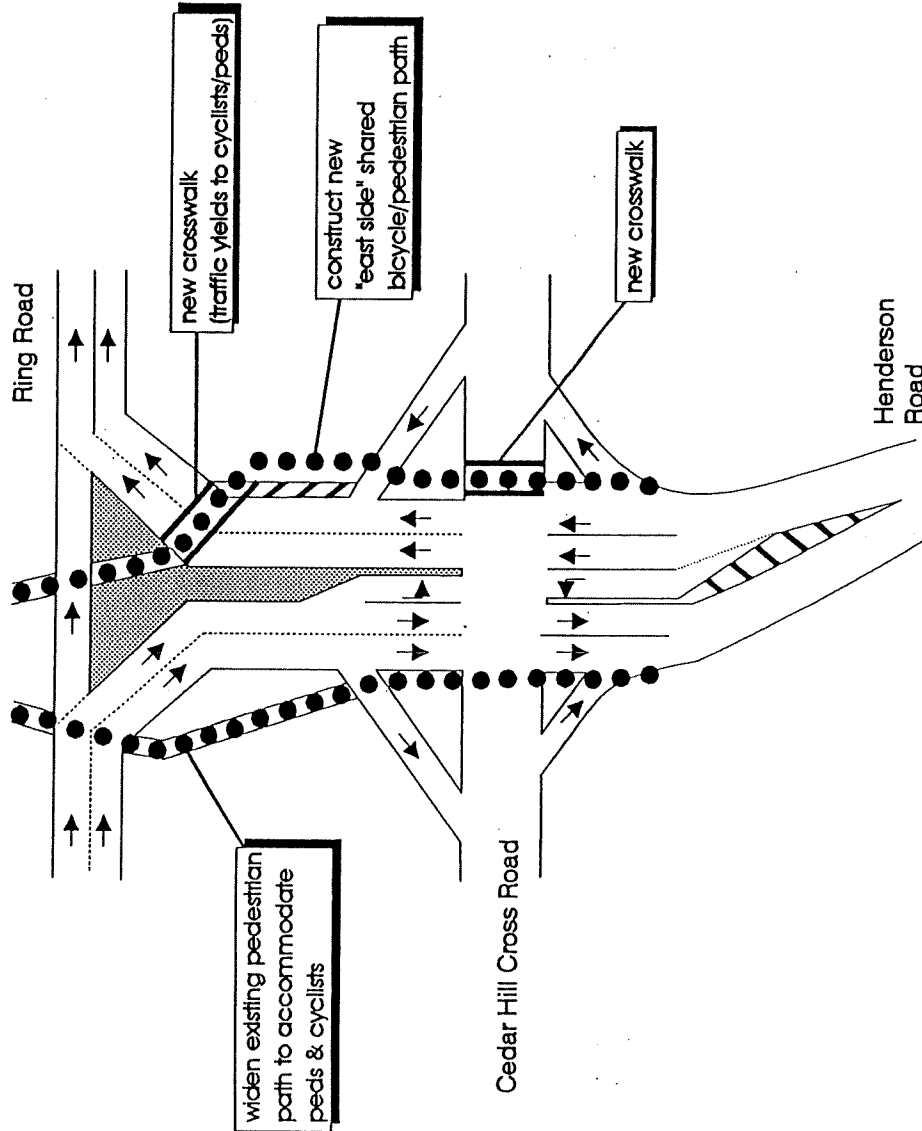 Ring Road
new crosswalk
(traffic yields to cyclists/peds)
construct new
"east side" shared
bicycle/pedestrian path
new crosswalk
Henderson
Road
widen existing pedestrian
path to accommodate
peds & cyclists
Cedar Hill Cross Road